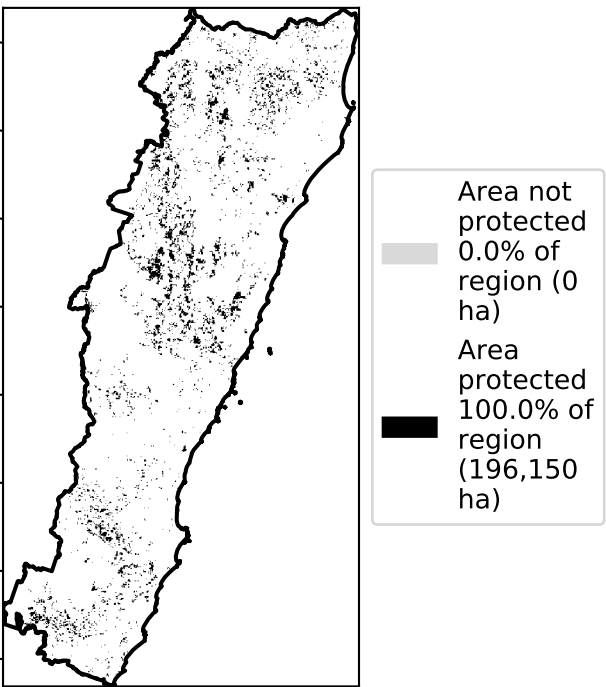 Area not
protected
0.0% of
region (0
ha)
Area
protected
100.0% of
region
(196,150
ha)